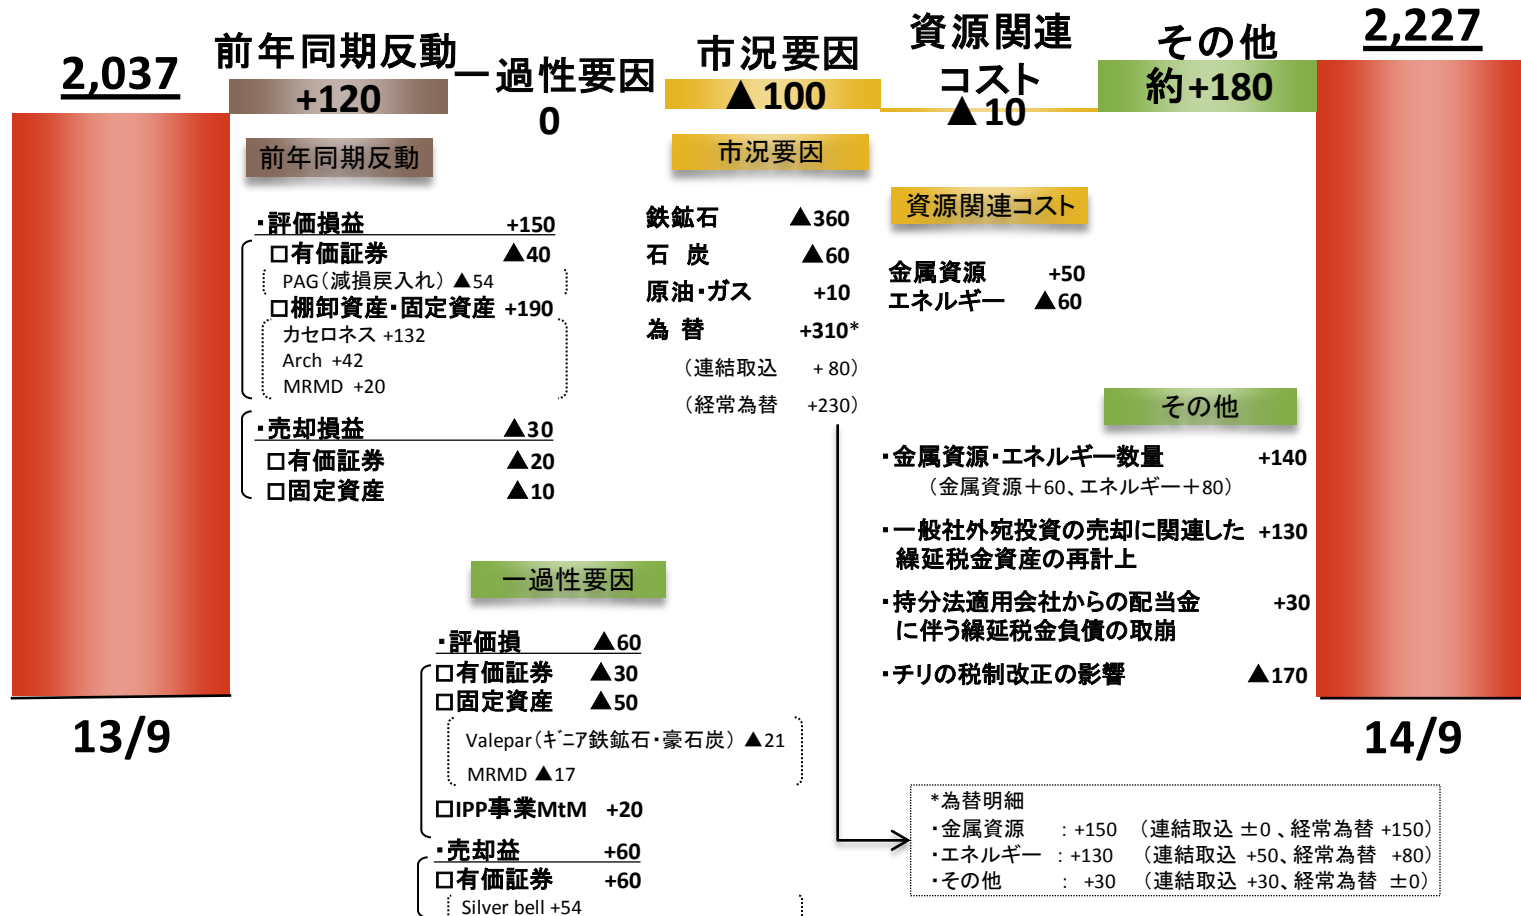 2,037
前年同期反動
+120
一過性要因
0
市況要因
▲100
資源関連
コスト
▲10
その他
約+180
2,227
前年同期反動
・評価損益 +150
□有価証券 ▲40
PAG(減損戻入れ) ▲54
□棚卸資産・固定資産 +190
カセロネス +132
Arch +42
MRMD +20
・売却損益 ▲30
□有価証券 ▲20
□固定資産 ▲10
一過性要因
・評価損 ▲60
□有価証券 ▲30
□固定資産 ▲50
Valepar(ギニア鉄鉱石・豪石炭) ▲21
MRMD ▲17
□IPP事業MtM +20
・売却益 +60
□有価証券 +60
Silver bell +54
市況要因
鉄鉱石 ▲360
石 炭 ▲60
原油・ガス +10
為 替 +310*
(連結取込 + 80)
(経常為替 +230)
資源関連コスト
金属資源 +50
エネルギー ▲60
その他
・金属資源・エネルギー数量 +140
(金属資源+60、エネルギー+80)
・一般社外宛投資の売却に関連した +130
繰延税金資産の再計上
・持分法適用会社からの配当金 +30
に伴う繰延税金負債の取崩
・チリの税制改正の影響 ▲170
13/9
14/9
*為替明細
・金属資源 : +150 (連結取込 ±0 、経常為替 +150)
・エネルギー : +130 (連結取込 +50、経常為替 +80)
・その他 : +30 (連結取込 +30、経常為替 ±0)